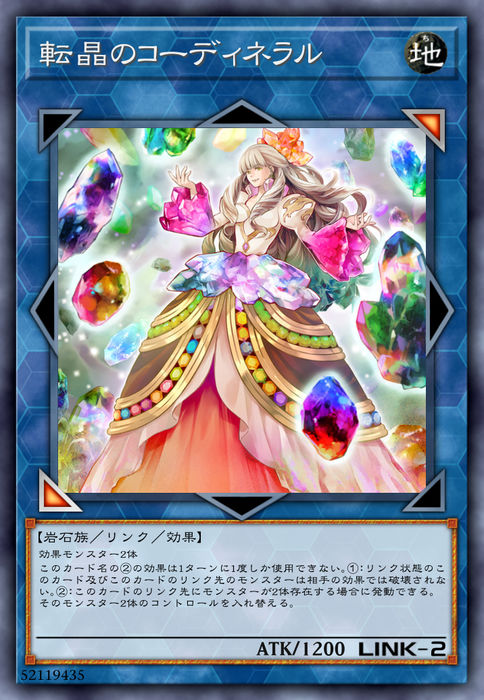 転晶のコーディネラル
ち
地
【岩石族/リンク/効果】
効果モンスター2体
このカード名の②の効果は1ターンに1度しか使用できない。①:リンク状態のこ
のカード及びこのカードのリンク先のモンスターは相手の効果では破壊されな
い。②:このカードのリンク先にモンスターが2体存在する場合に発動できる。
そのモンスター2体のコントロールを入れ替える。
ATK/1200 LINK-2
52119435